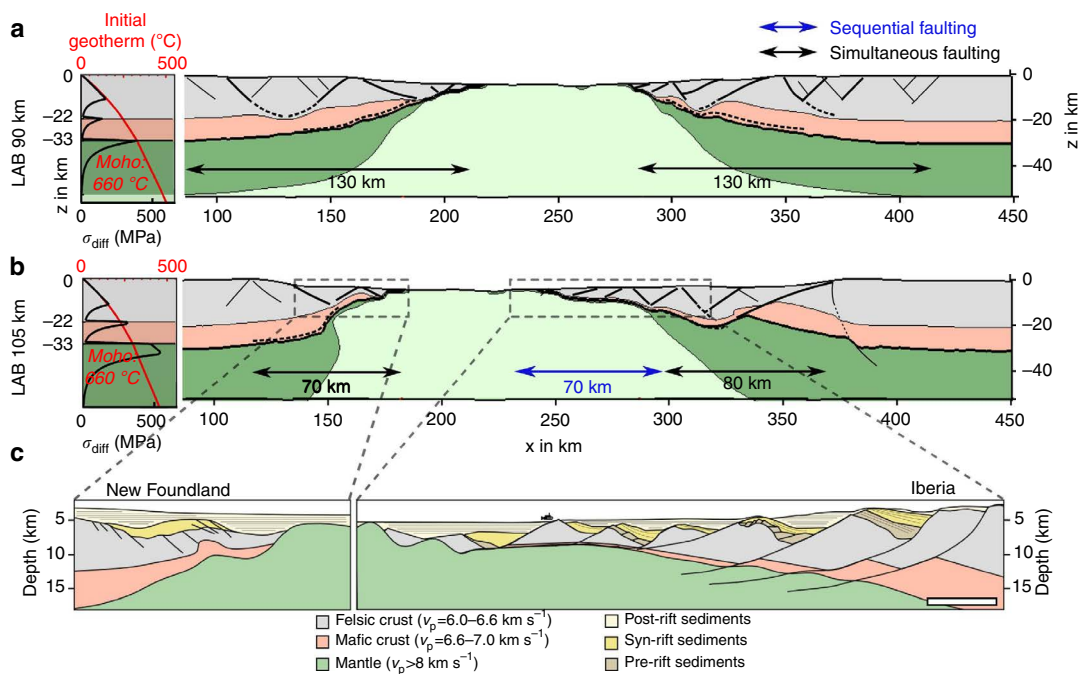 a
Initial
geotherm (°C)
0 500
Sequential faulting
Simultaneous faulting
LAB 90 km
z in km
0
−22
−33
Moho:
660 °C
0 500
σdiff (MPa)
130 km
130 km
100 150 200 250 300 350 400 450
0
−20
−40
z in km
b
0 500
LAB 105 km
0
−22
−33
Moho:
660 °C
0 500
σdiff (MPa)
70 km
70 km
80 km
100 150 200 250 300 350 400 450
x in km
0
−20
−40
c
New Foundland
Iberia
Depth (km)
5
10
15
5
10
15
Depth (km)
Felsic crust (vp=6.0–6.6 km s−1)
Mafic crust (vp=6.6–7.0 km s−1)
Mantle (vp>8 km s−1)
Post-rift sediments
Syn-rift sediments
Pre-rift sediments